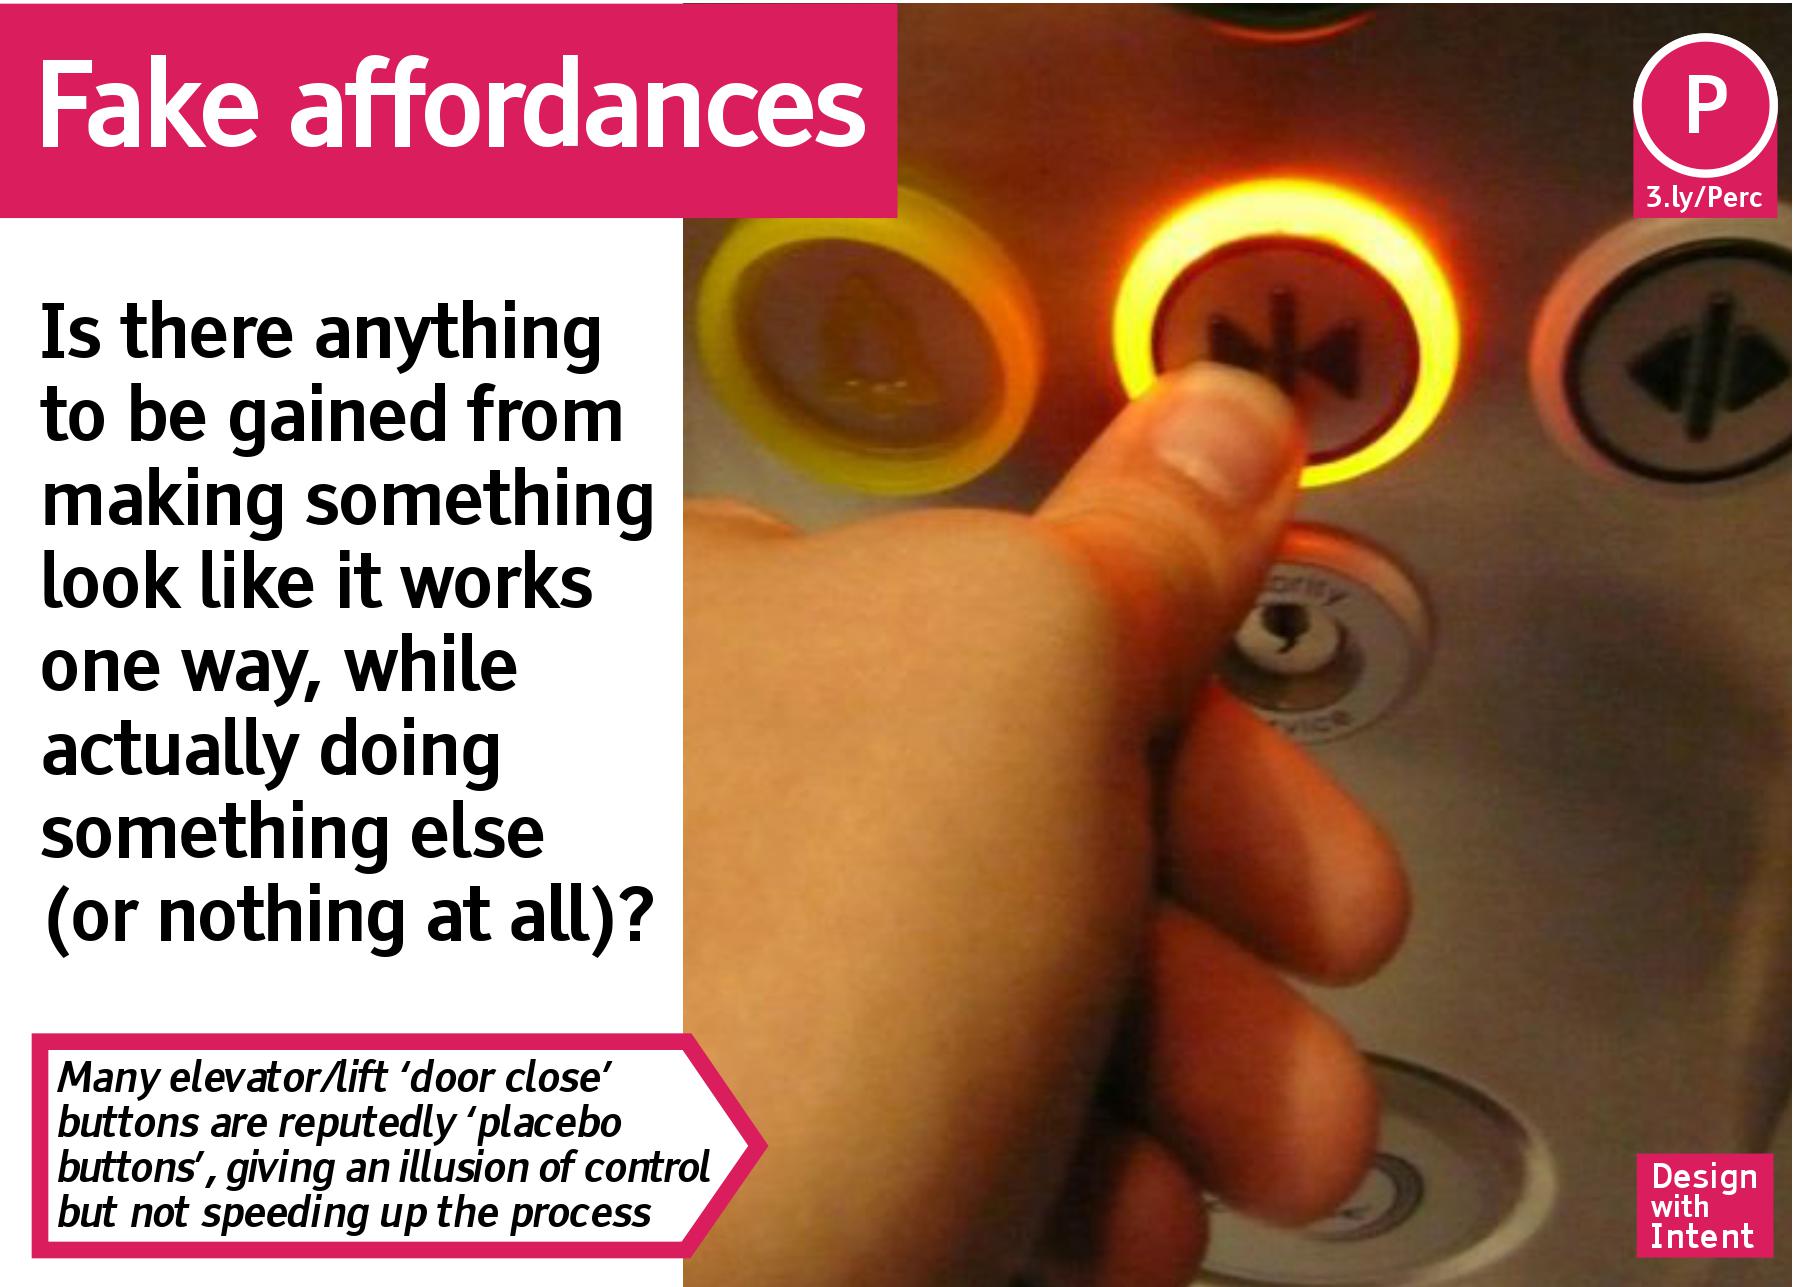 Fake affordances
P
3.ly/Perc
Is there anything
to be gained from
making something
look like it works
one way, while
actually doing
something else
(or nothing at all)?
Many elevator/lift ‘door close’
buttons are reputedly ‘placebo
buttons’, giving an illusion of control
but not speeding up the process
Design
with
Intent